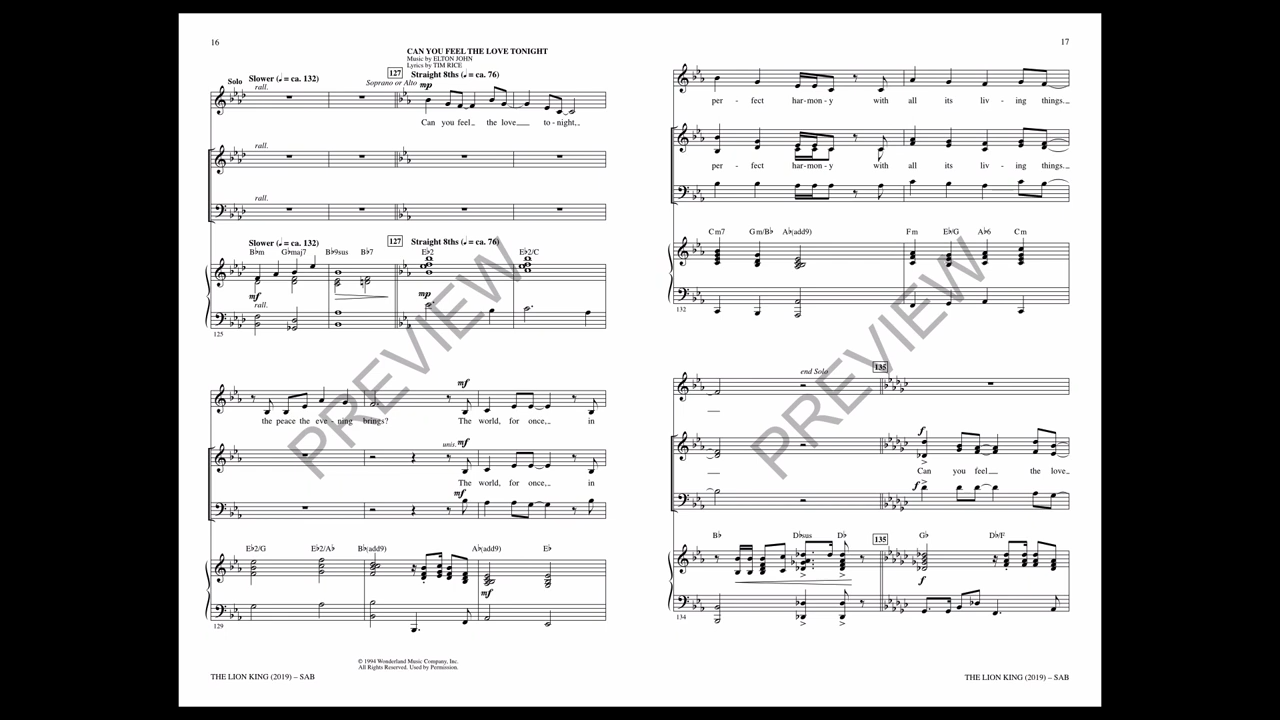 16
CAN YOU FEEL THE LOVE TONIGHT
Music by ELTON JOHN
Lyrics by TIM RICE
Solo
Slower (♩ = ca. 132)
127
Straight 8ths (♩ = ca. 76)
rall.
Soprano or Alto
mp
Can you feel the love to - night,
rall.
rall.
Slower (♩ = ca. 132)
127
Straight 8ths (♩ = ca. 76)
B♭m G♭maj7 B♭9sus B♭7 E♭2 E♭2/C
mf
mp
rall.
125
mf
the peace the eve - ning brings? The world, for once, in
unis. mf
The world, for once, in
mf
E♭2/G E♭2/A♭ B♭(add9) A♭(add9) E♭
mf
129
© 1994 Wonderland Music Company, Inc.
All Rights Reserved. Used by Permission.
THE LION KING (2019) – SAB
PREVIEW
17
per - fect har - mon - y with all its liv - ing things.
per - fect har - mon - y with all its liv - ing things.
Cm7 Gm/B♭ A♭(add9) Fm E♭/G A♭6 Cm
132
end Solo
135
f
Can you feel the love
f
B♭ D♭sus D♭ 135 G♭ D♭/F
f
134
THE LION KING (2019) – SAB
PREVIEW